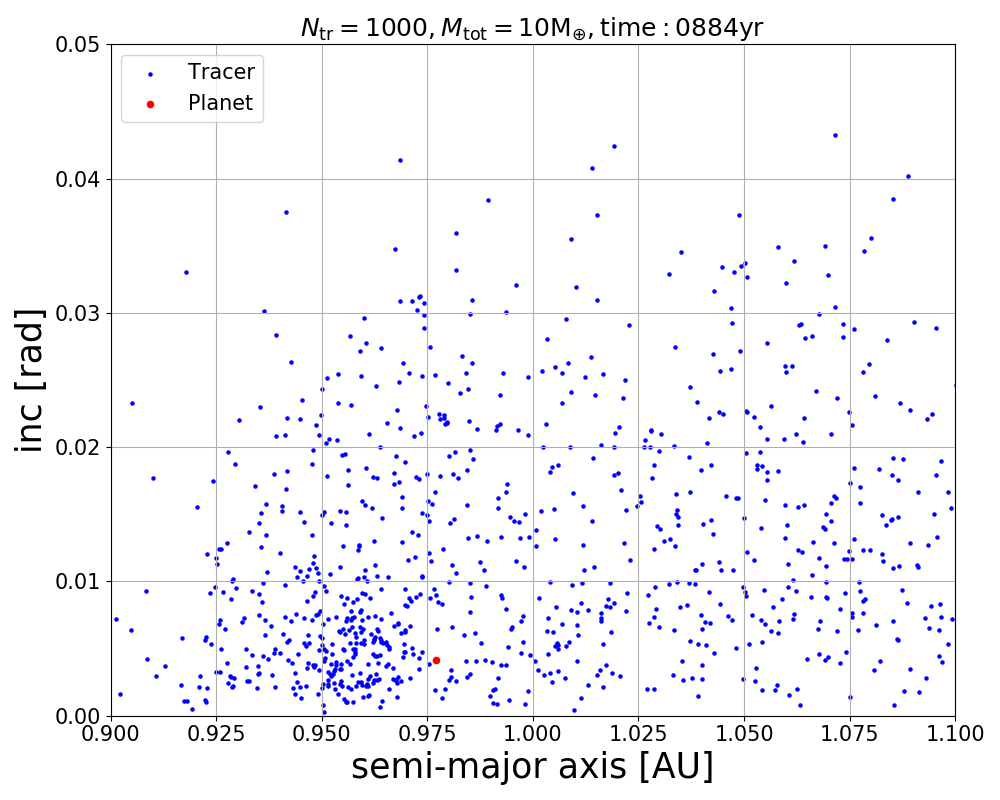 N_tr = 1000, M_tot = 10M_⊕, time : 0884yr
0.05
Tracer
Planet
0.04
0.03
inc [rad]
0.02
0.01
0.00
0.900 0.925 0.950 0.975 1.000 1.025 1.050 1.075 1.100
semi-major axis [AU]